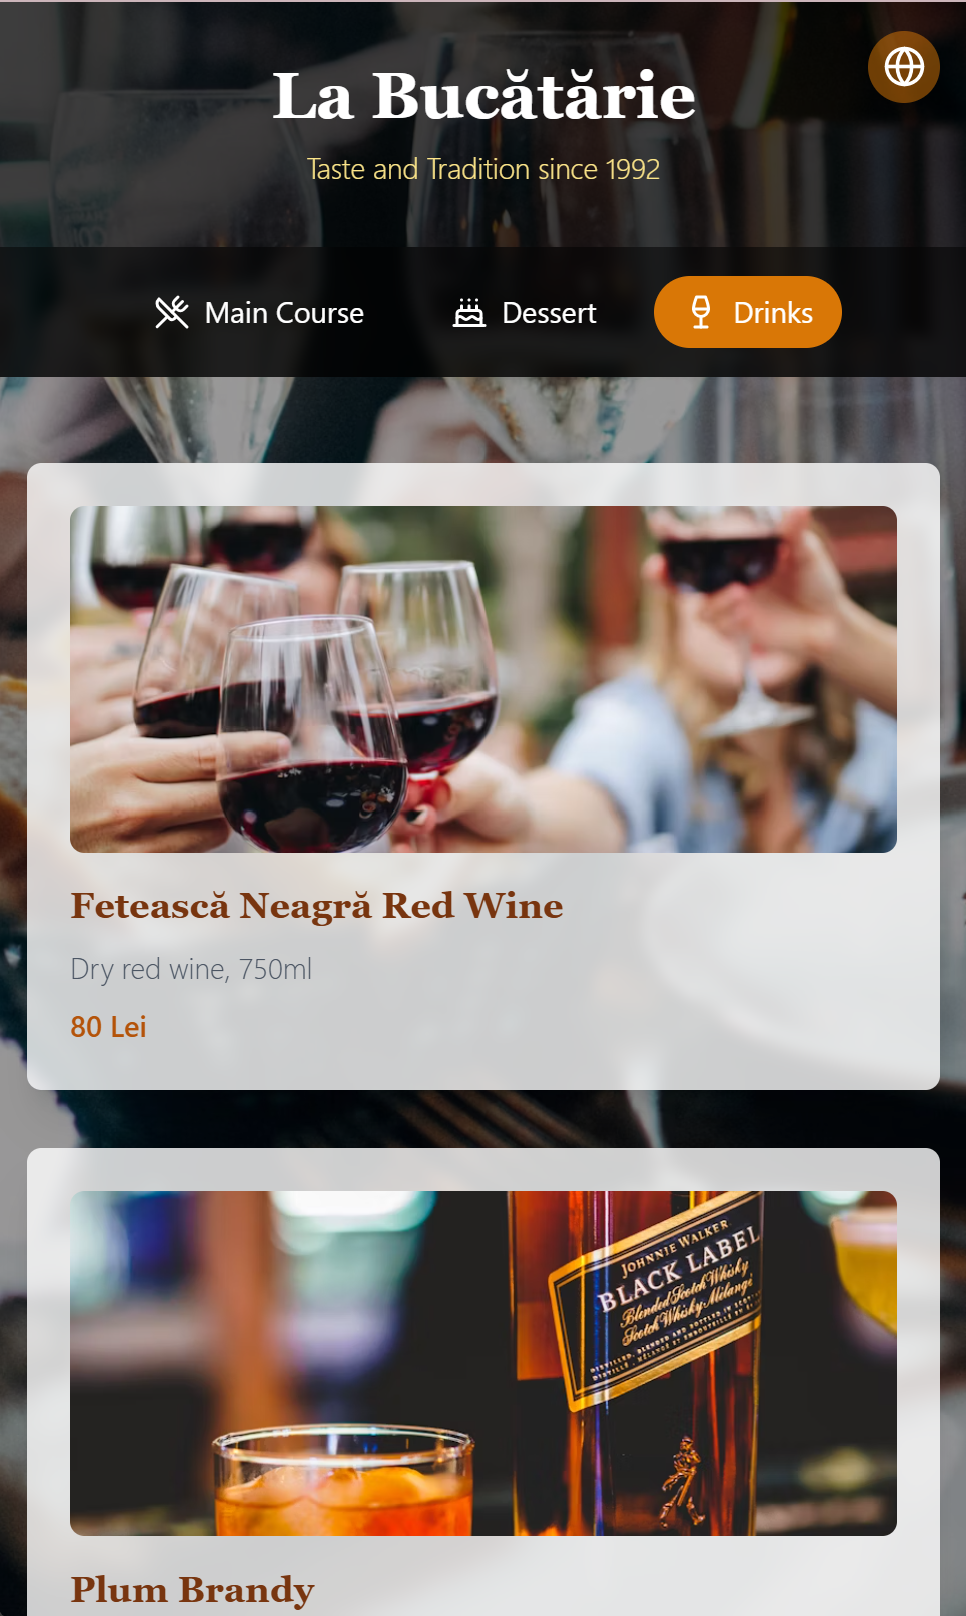 La Bucătărie
Taste and Tradition since 1992
Main Course
Dessert
Drinks
Fetească Neagră Red Wine
Dry red wine, 750ml
80 Lei
JOHNNIE WALKER
BLACK LABEL
Blended Scotch Whisky
Scotch Whisky Mélangé
Plum Brandy